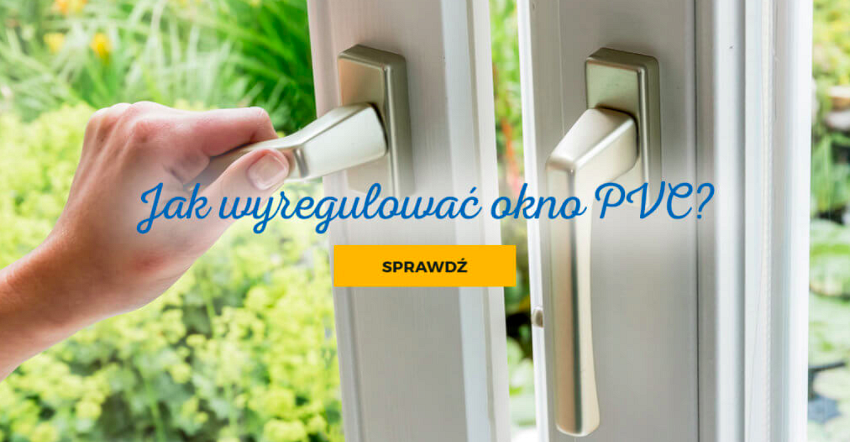 Jak wyregulować okno PVC?
SPRAWDŹ